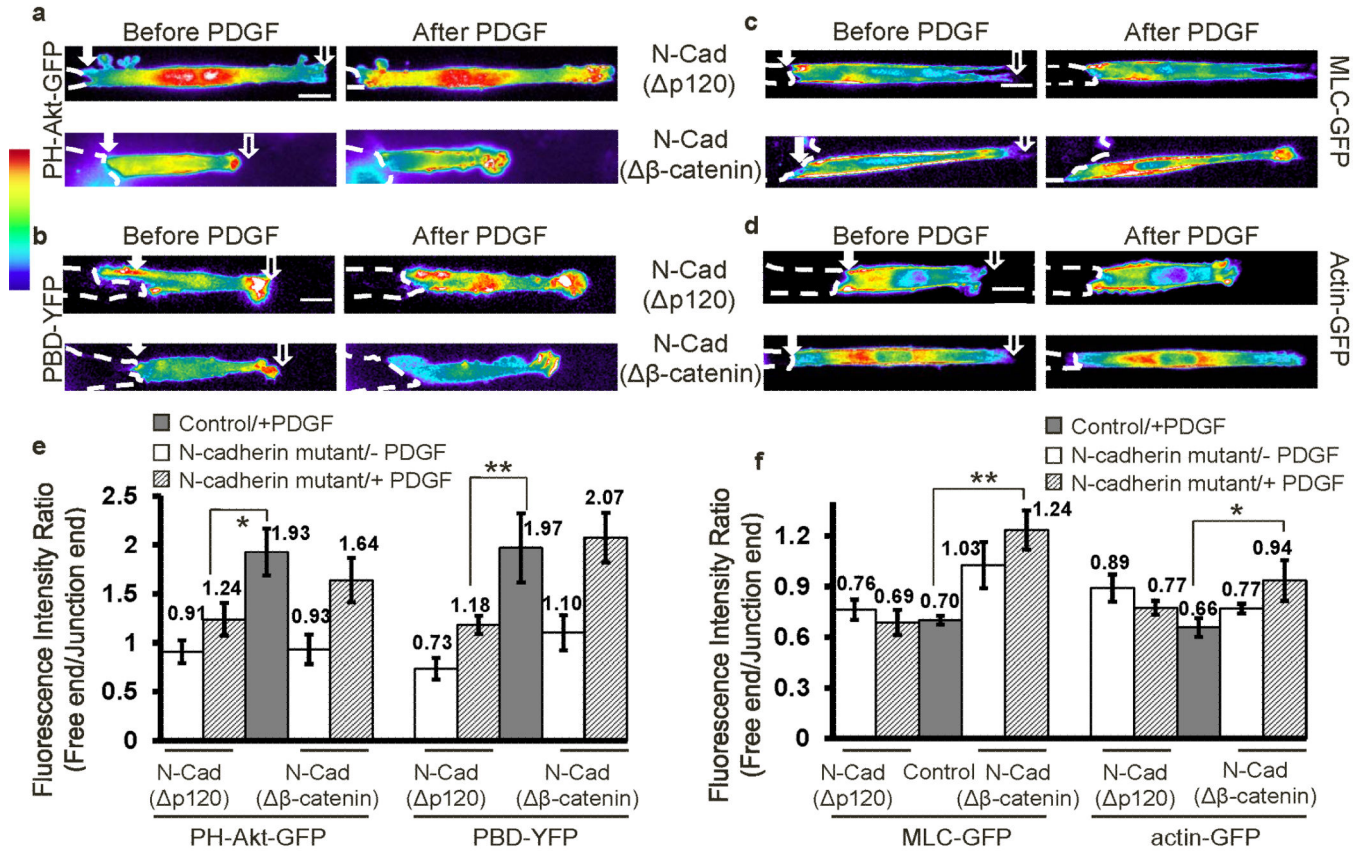 a
Before PDGF
After PDGF
PH-Akt-GFP
N-Cad
(Δp120)
N-Cad
(Δβ-catenin)
b
Before PDGF
After PDGF
PBD-YFP
N-Cad
(Δp120)
N-Cad
(Δβ-catenin)
c
Before PDGF
After PDGF
MLC-GFP
d
Before PDGF
After PDGF
Actin-GFP
e
Control/+PDGF
N-cadherin mutant/- PDGF
N-cadherin mutant/+ PDGF
Fluorescence Intensity Ratio
(Free end/Junction end)
2.5
2
1.5
1
0.5
0
0.91
1.24
*
1.93
0.93
1.64
0.73
1.18
**
1.97
1.10
2.07
N-Cad
(Δp120)
N-Cad
(Δβ-catenin)
N-Cad
(Δp120)
N-Cad
(Δβ-catenin)
PH-Akt-GFP
PBD-YFP
f
Control/+PDGF
N-cadherin mutant/- PDGF
N-cadherin mutant/+ PDGF
Fluorescence Intensity Ratio
(Free end/Junction end)
1.2
0.9
0.6
0.3
0
0.76
0.69
0.70
**
1.03
1.24
0.89
0.77
0.66
*
0.77
0.94
N-Cad
(Δp120)
Control
N-Cad
(Δβ-catenin)
N-Cad
(Δp120)
N-Cad
(Δβ-catenin)
MLC-GFP
actin-GFP